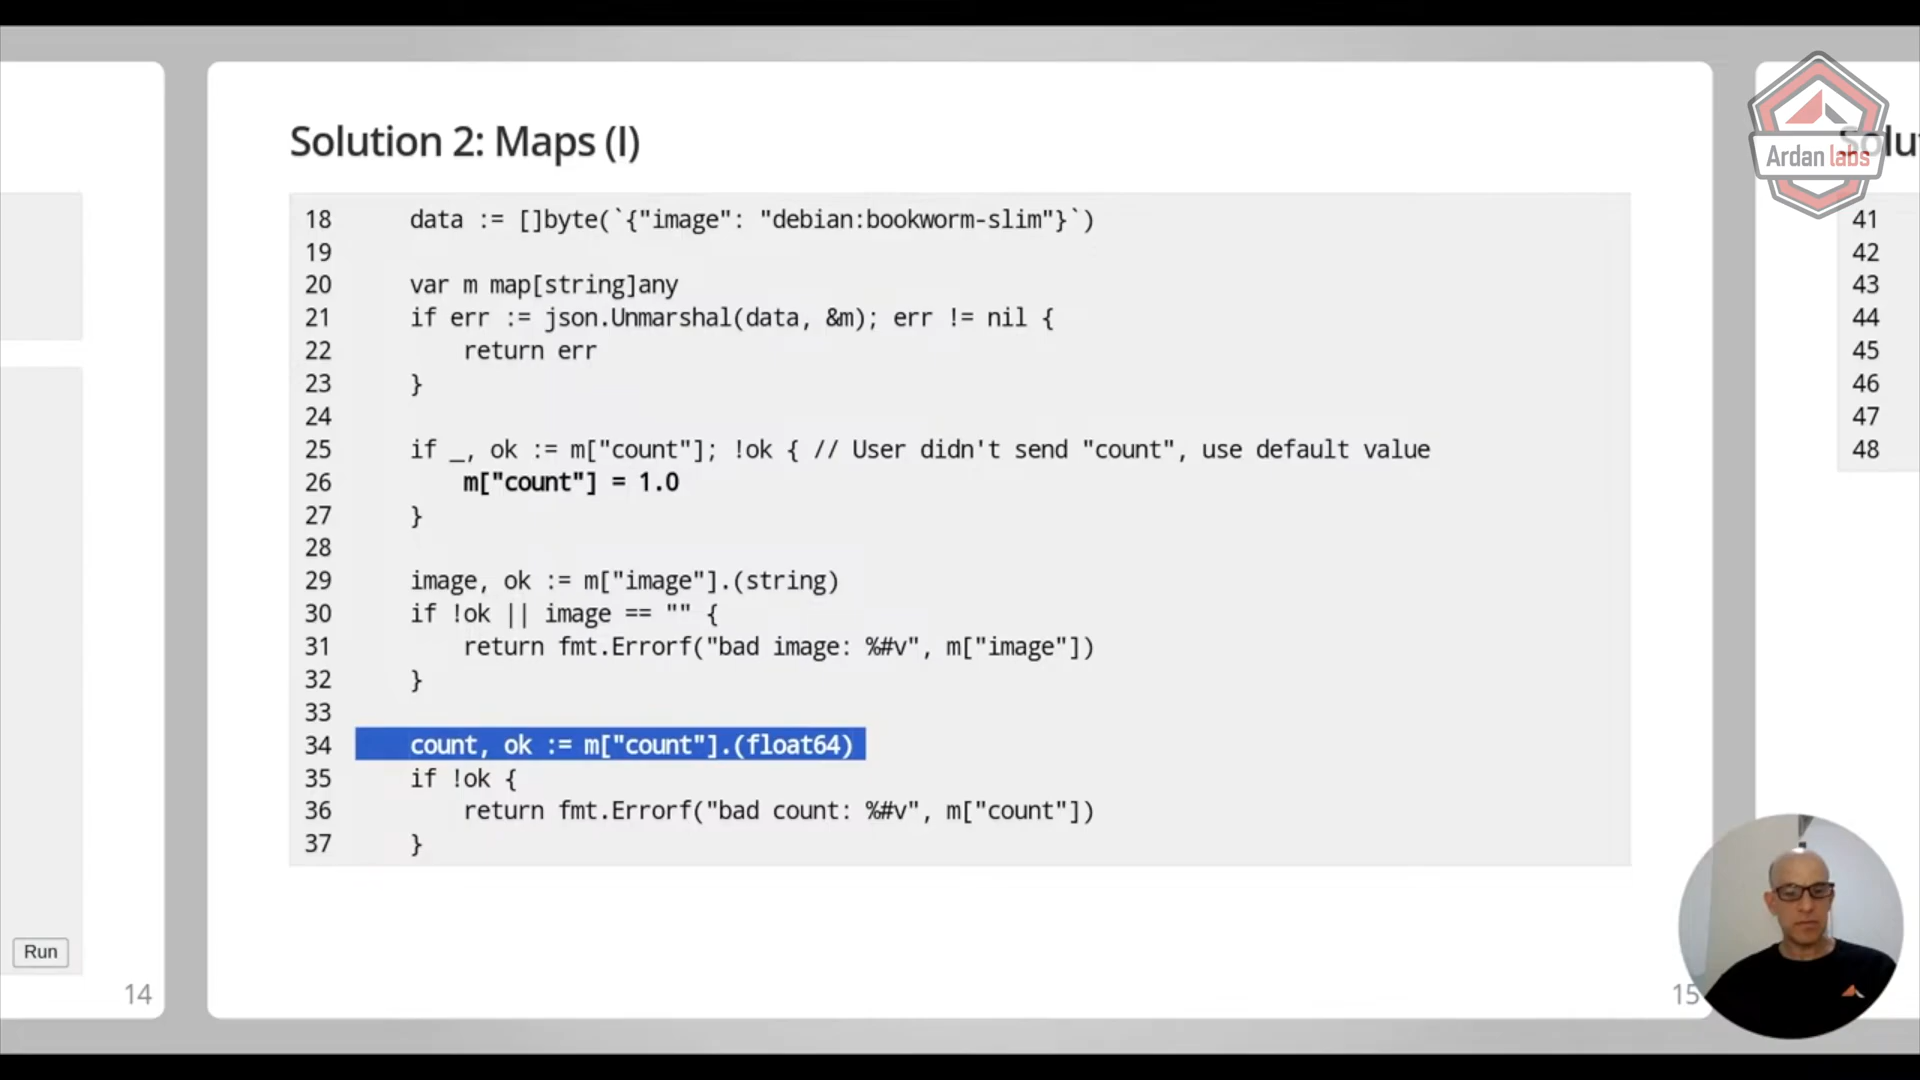 Solution 2: Maps (I)
18 data := []byte(`{"image": "debian:bookworm-slim"}`)
19
20 var m map[string]any
21 if err := json.Unmarshal(data, &m); err != nil {
22 return err
23 }
24
25 if _, ok := m["count"]; !ok { // User didn't send "count", use default value
26 m["count"] = 1.0
27 }
28
29 image, ok := m["image"].(string)
30 if !ok || image == "" {
31 return fmt.Errorf("bad image: %#v", m["image"])
32 }
33
34 count, ok := m["count"].(float64)
35 if !ok {
36 return fmt.Errorf("bad count: %#v", m["count"])
37 }
15
Run
14
Solu
41
42
43
44
45
46
47
48
Ardan labs